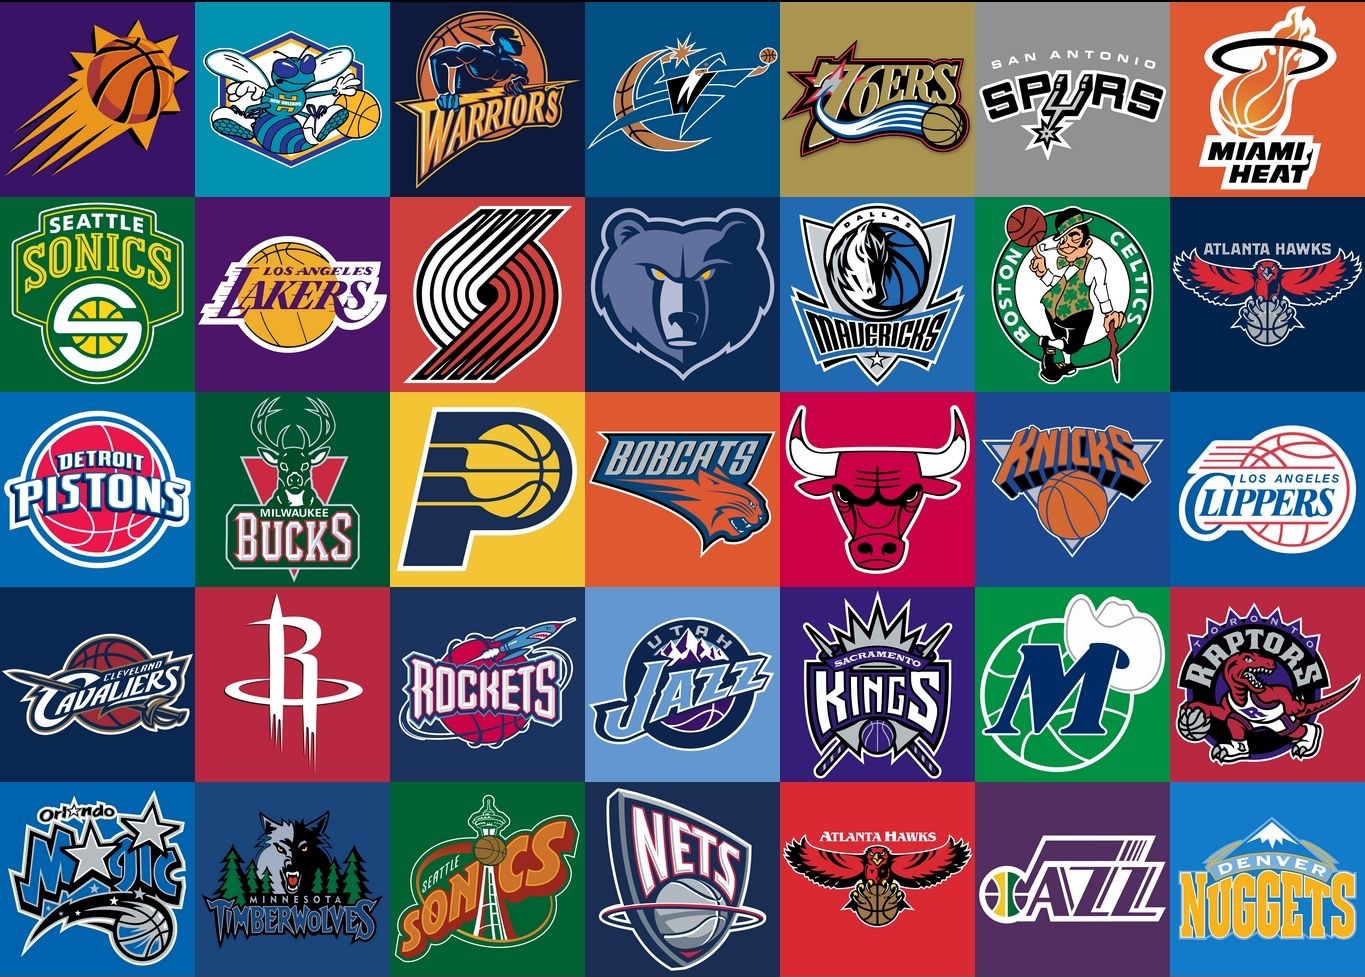 NEW ORLEANS
WARRIORS
W
76ERS
SAN ANTONIO
SPURS
MIAMI
HEAT
SEATTLE
SONICS
S
LOS ANGELES
LAKERS
DALLAS
MAVERICKS
BOSTON CELTICS
ATLANTA HAWKS
DETROIT
PISTONS
MILWAUKEE
BUCKS
P
BOBCATS
KNICKS
LOS ANGELES
CLIPPERS
CLEVELAND
CAVALIERS
R
ROCKETS
UTAH
JAZZ
SACRAMENTO
KINGS
M
TORONTO
RAPTORS
Orlando
MAGIC
MINNESOTA
TIMBERWOLVES
SEATTLE
SONICS
NETS
ATLANTA HAWKS
JAZZ
DENVER
NUGGETS